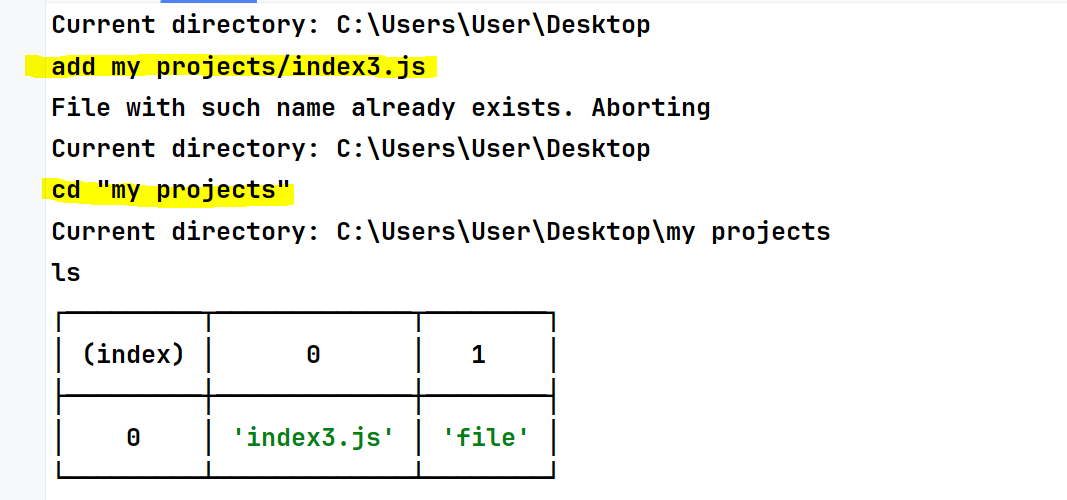 Current directory: C:\Users\User\Desktop
add my projects/index3.js
File with such name already exists. Aborting
Current directory: C:\Users\User\Desktop
cd "my projects"
Current directory: C:\Users\User\Desktop\my projects
ls
(index) 0 1
0 'index3.js' 'file'